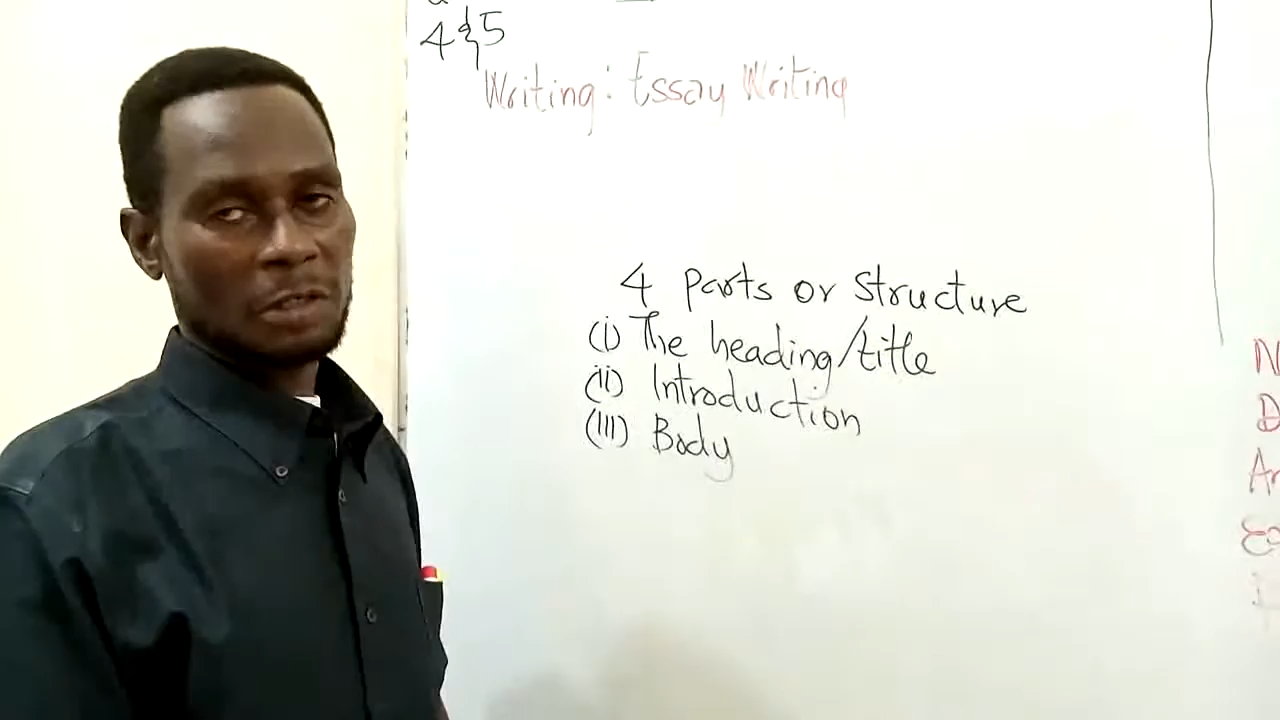 4 & 5
Writing: Essay Writing
4 parts or structure
(i) The heading/title
(ii) Introduction
(iii) Body
N
D